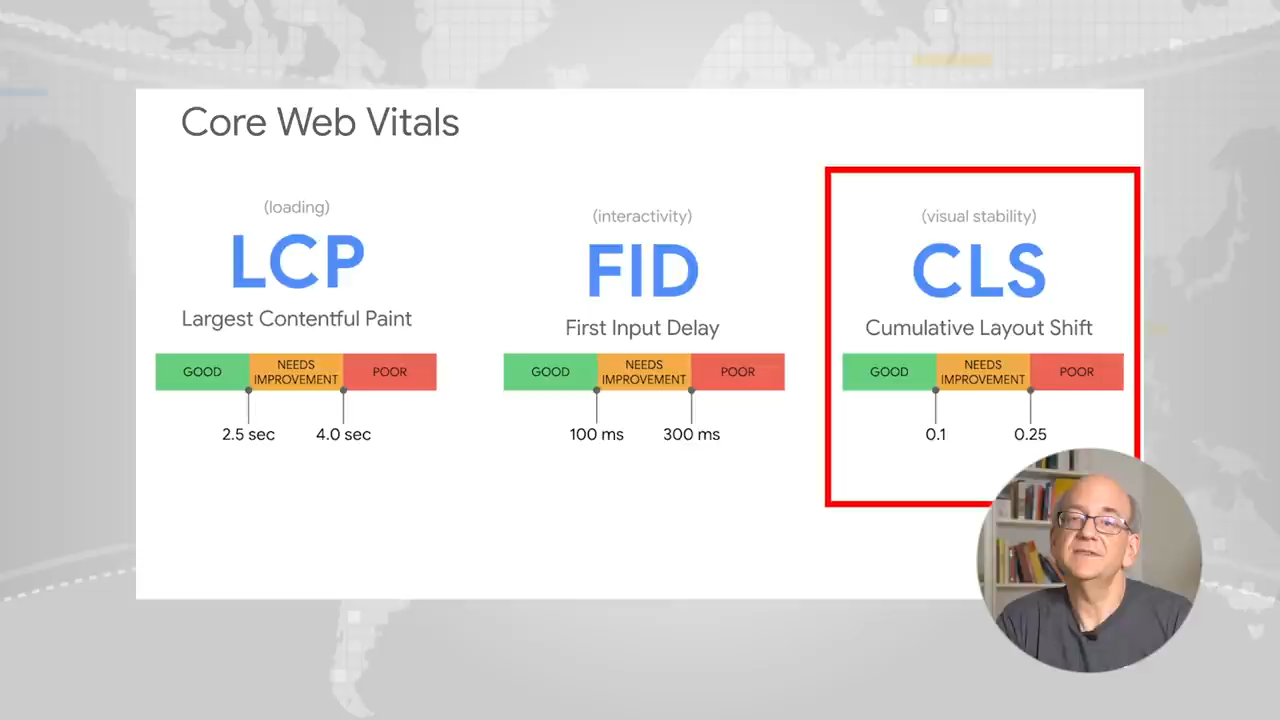 Core Web Vitals
(loading)
LCP
Largest Contentful Paint
GOOD
NEEDS
IMPROVEMENT
POOR
2.5 sec
4.0 sec
(interactivity)
FID
First Input Delay
GOOD
NEEDS
IMPROVEMENT
POOR
100 ms
300 ms
(visual stability)
CLS
Cumulative Layout Shift
GOOD
NEEDS
IMPROVEMENT
POOR
0.1
0.25